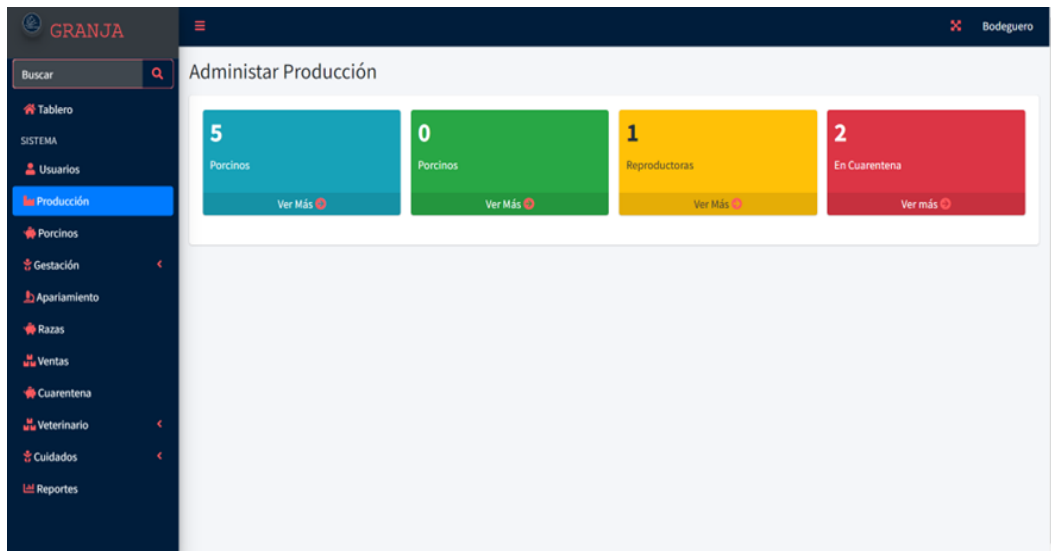 GRANJA
Bodeguero
Buscar
Administar Producción
Tablero
SISTEMA
Usuarios
Producción
Porcinos
Gestación
Apariamiento
Razas
Ventas
Cuarentena
Veterinario
Cuidados
Reportes
5
Porcinos
Ver Más
0
Porcinos
Ver Más
1
Reproductoras
Ver Más
2
En Cuarentena
Ver más